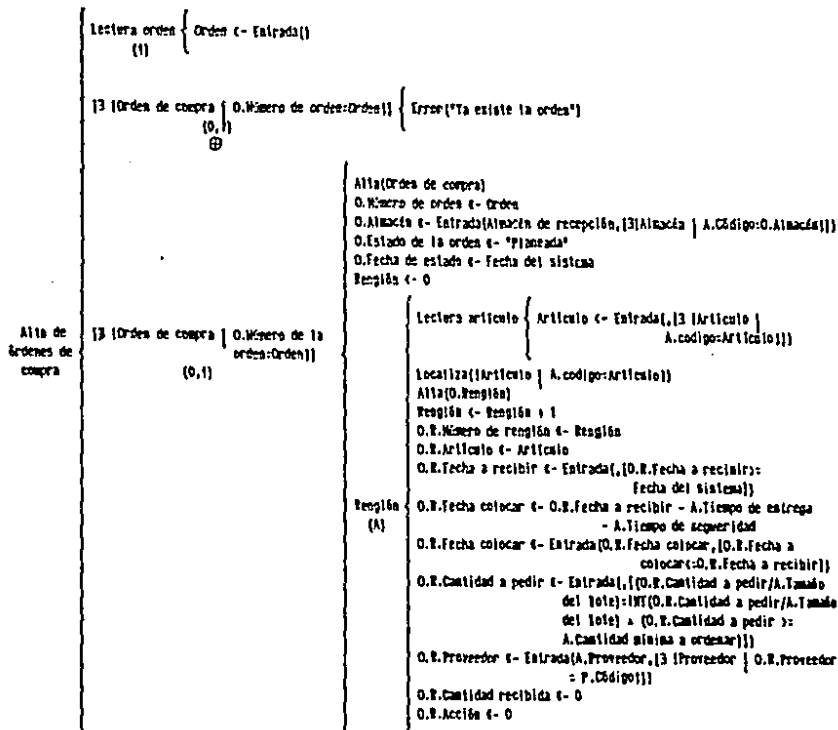 Lectura orden { Orden <- Entrada()
(1)
[3 {Orden de compra | O.Número de orden:Orden}] { Error("Ya existe la orden")
(0,1)
⊕
Alta(Orden de compra)
O.Número de orden <- Orden
O.Almacén <- Entrada(Almacén de recepción,[3{Almacén | A.Código:O.Almacén}])
O.Estado de la orden <- "Planeada"
O.Fecha de estado <- Fecha del sistema
Renglón <- 0
Alta de
órdenes de
compra
[3 {Orden de compra | O.Número de la
orden:Orden}]
(0,1)
Lectura artículo { Artículo <- Entrada(,[3 {Artículo |
A.codigo=Artículo}])
Localiza({Artículo | A.codigo=Artículo})
Alta(O.Renglón)
Renglón <- Renglón + 1
O.R.Número de renglón <- Renglón
O.R.Artículo <- Artículo
O.R.Fecha a recibir <- Entrada(,[O.R.Fecha a recibir>=
Fecha del sistema])
Renglón
(A)
O.R.Fecha colocar <- O.R.Fecha a recibir - A.Tiempo de entrega
- A.Tiempo de seguridad
O.R.Fecha colocar <- Entrada(O.R.Fecha colocar,[O.R.Fecha a
colocar<=O.R.Fecha a recibir])
O.R.Cantidad a pedir <- Entrada(,[(O.R.Cantidad a pedir/A.Tamaño
del lote)=INT(O.R.Cantidad a pedir/A.Tamaño
del lote) ^ (O.R.Cantidad a pedir >=
A.Cantidad mínima a ordenar)])
O.R.Proveedor <- Entrada(A.Proveedor,[3 {Proveedor | O.R.Proveedor
= P.Código}])
O.R.Cantidad recibida <- 0
O.R.Acción <- 0